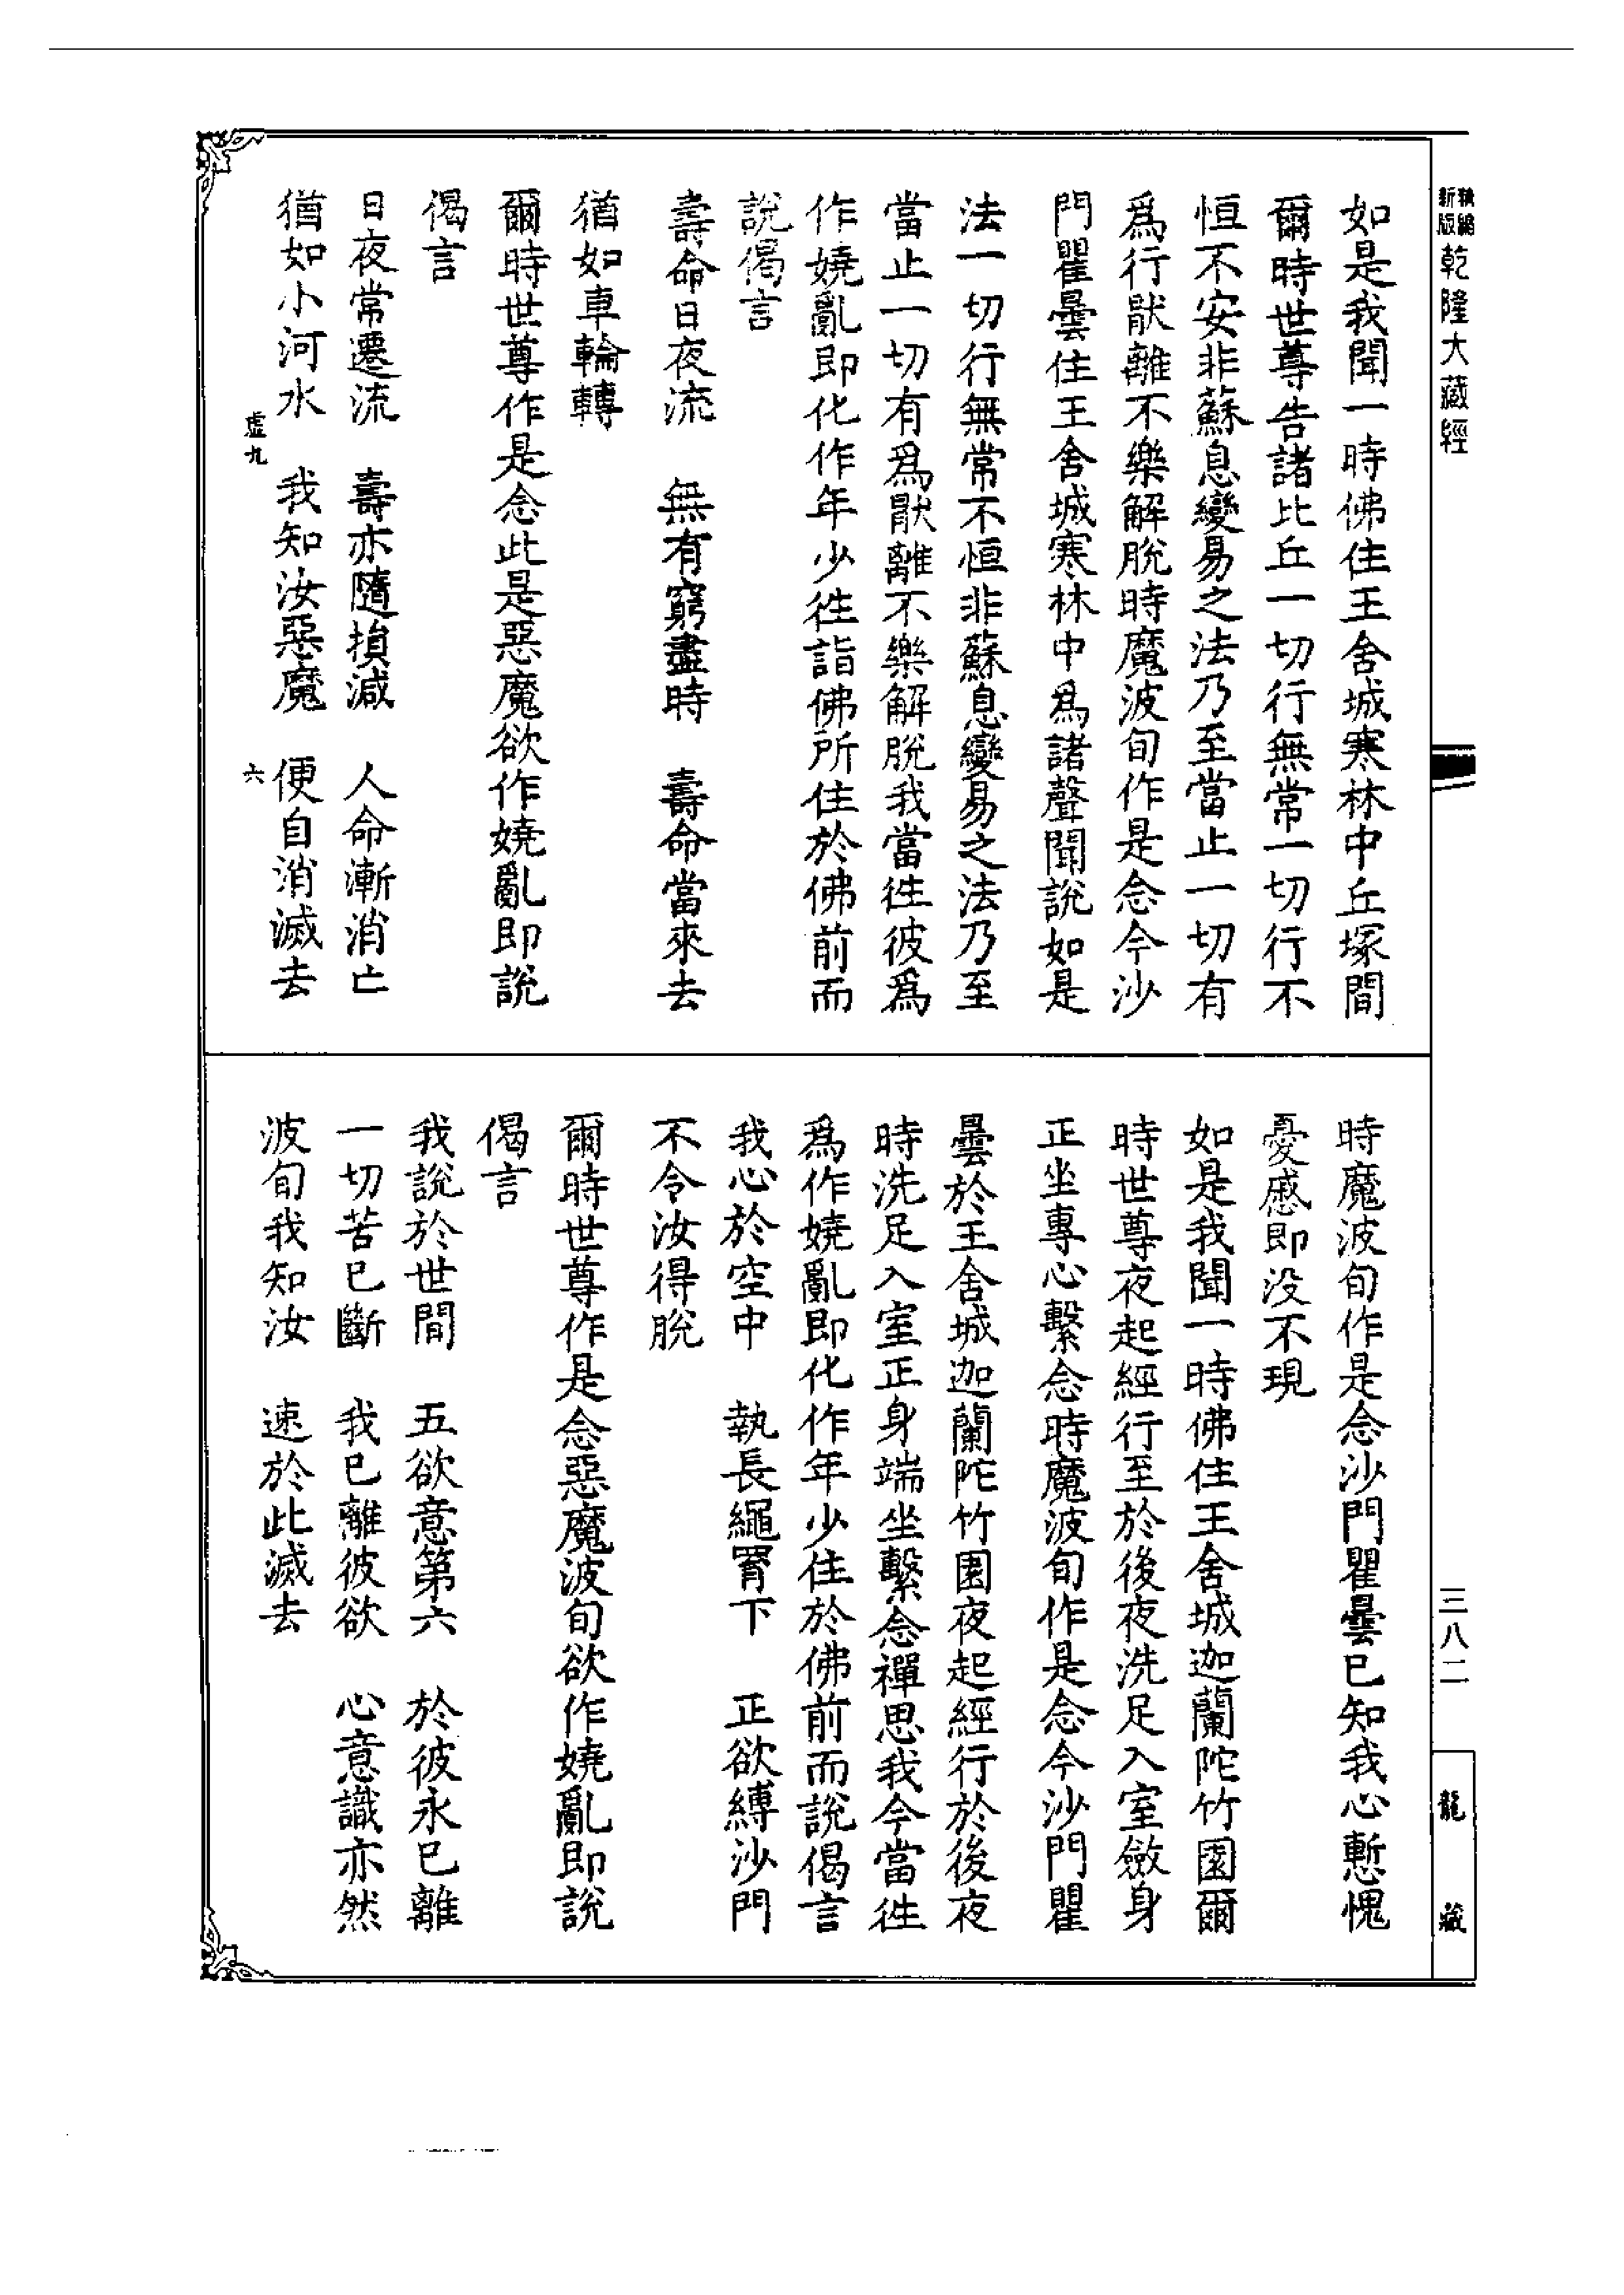 新編
新版
乾隆大藏經
三八二
龍藏
如是我聞一時佛住王舍城寒林中丘塚間
爾時世尊告諸比丘一切行無常一切行不
恒不安非蘇息變易之法乃至當止一切有
爲行猒離不樂解脫時魔波旬作是念今沙
門瞿曇住王舍城寒林中爲諸聲聞說如是
法一切行無常不恒非蘇息變易之法乃至
當止一切有爲猒離不樂解脫我當徃彼爲
作嬈亂即化作年少徃詣佛所住於佛前而
說偈言
壽命日夜流　無有窮盡時　壽命當來去
猶如車輪轉
爾時世尊作是念此是惡魔欲作嬈亂即說
偈言
日夜常遷流　壽亦隨損減　人命漸消亡
猶如小河水　我知汝惡魔　便自消滅去
虛九　六
時魔波旬作是念沙門瞿曇已知我心慙愧
憂慼即没不現
如是我聞一時佛住王舍城迦蘭陀竹園爾
時世尊夜起經行至於後夜洗足入室斂身
正坐專心繫念時魔波旬作是念今沙門瞿
曇於王舍城迦蘭陀竹園夜起經行於後夜
時洗足入室正身端坐繫念禪思我今當徃
爲作嬈亂即化作年少住於佛前而說偈言
我心於空中　執長繩罥下　正欲縛沙門
不令汝得脫
爾時世尊作是念惡魔波旬欲作嬈亂即說
偈言
我說於世間　五欲意第六　於彼永已離
一切苦已斷　我已離彼欲　心意識亦然
波旬我知汝　速於此滅去